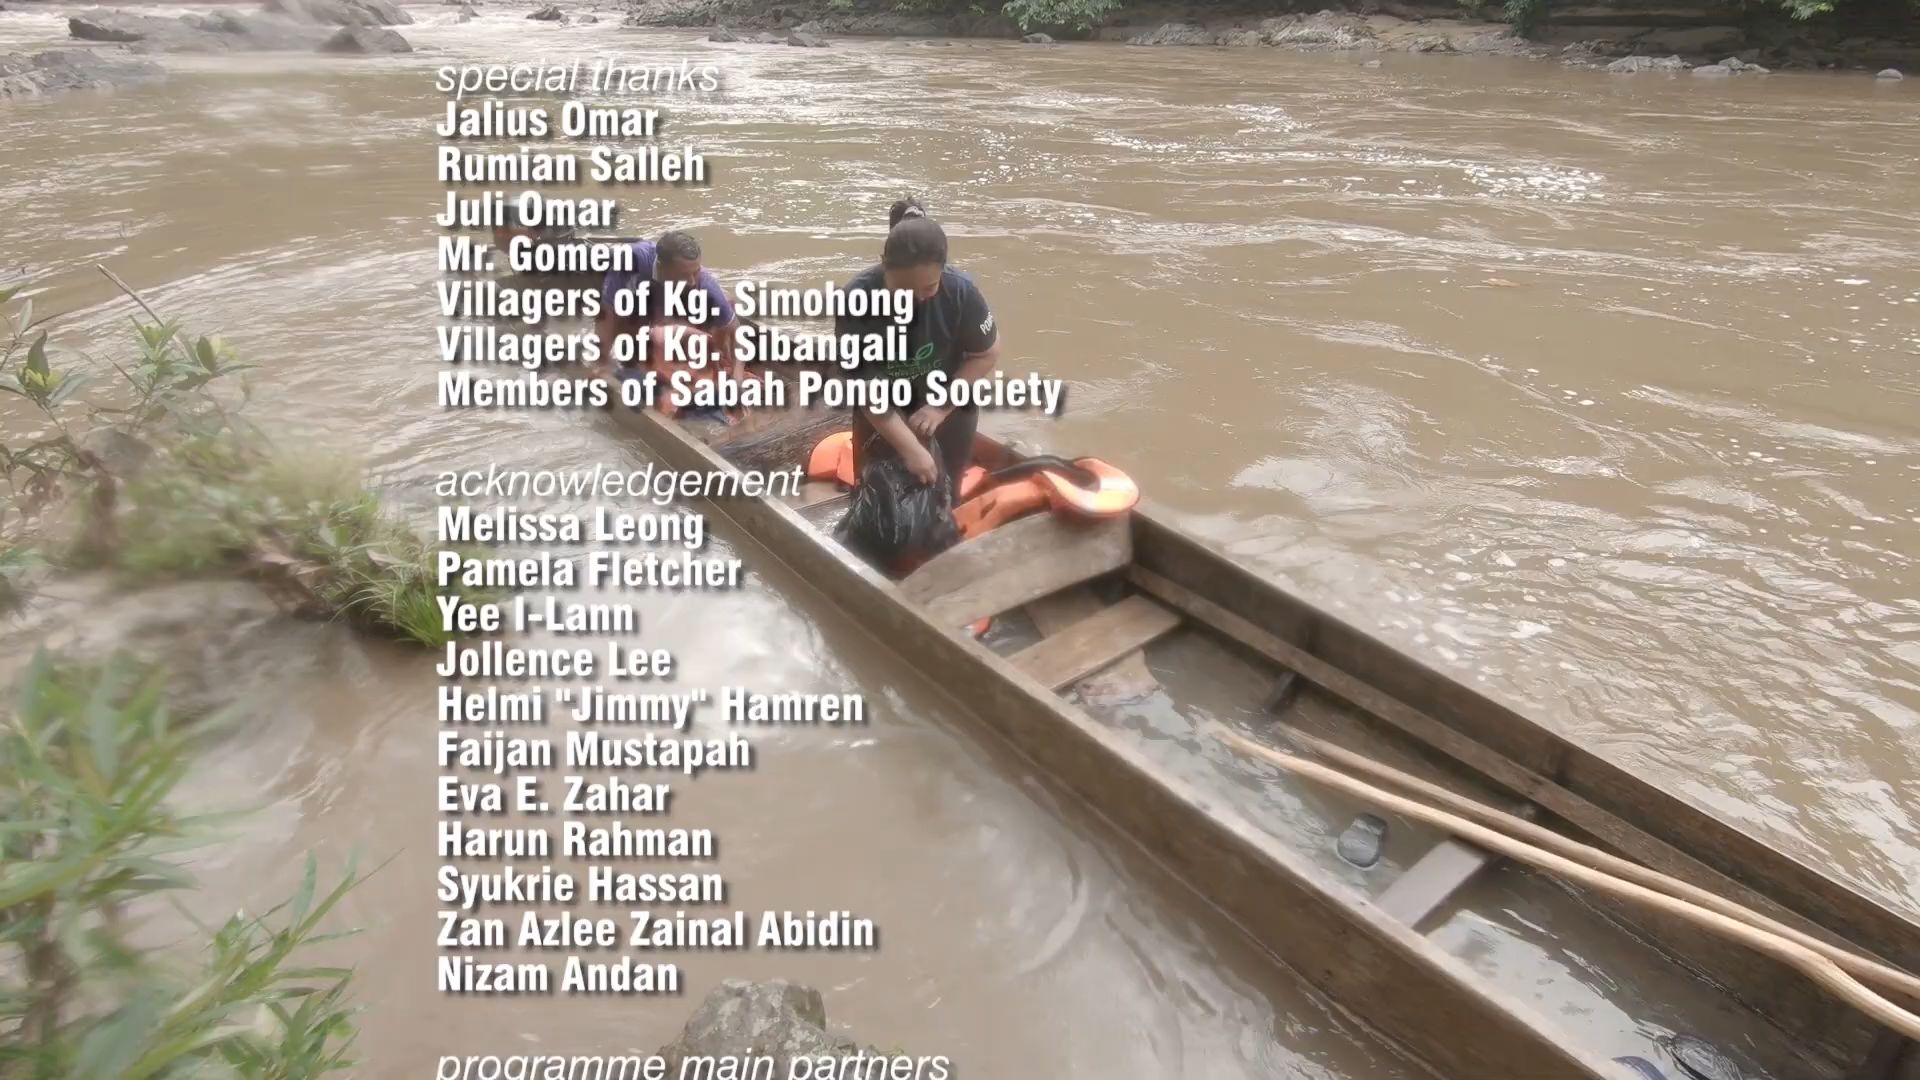 special thanks
Jalius Omar
Rumian Salleh
Juli Omar
Mr. Gomen
Villagers of Kg. Simohong
Villagers of Kg. Sibangali
Members of Sabah Pongo Society
acknowledgement
Melissa Leong
Pamela Fletcher
Yee I-Lann
Jollence Lee
Helmi "Jimmy" Hamren
Faijan Mustapah
Eva E. Zahar
Harun Rahman
Syukrie Hassan
Zan Azlee Zainal Abidin
Nizam Andan
programme main partners